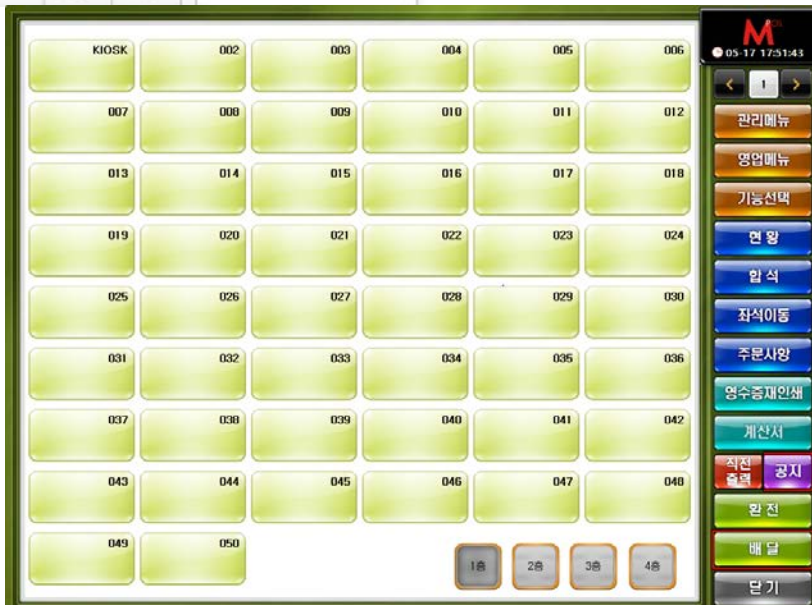 KIOSK 002 003 004 005 006
007 008 009 010 011 012
013 014 015 016 017 018
019 020 021 022 023 024
025 026 027 028 029 030
031 032 033 034 035 036
037 038 039 040 041 042
043 044 045 046 047 048
049 050
1층 2층 3층 4층
MPOS
05-17 17:51:43
< 1 >
관리메뉴
영업메뉴
기능선택
현황
합석
좌석이동
주문사항
영수증재인쇄
계산서
직전
출력
공지
환전
배달
닫기